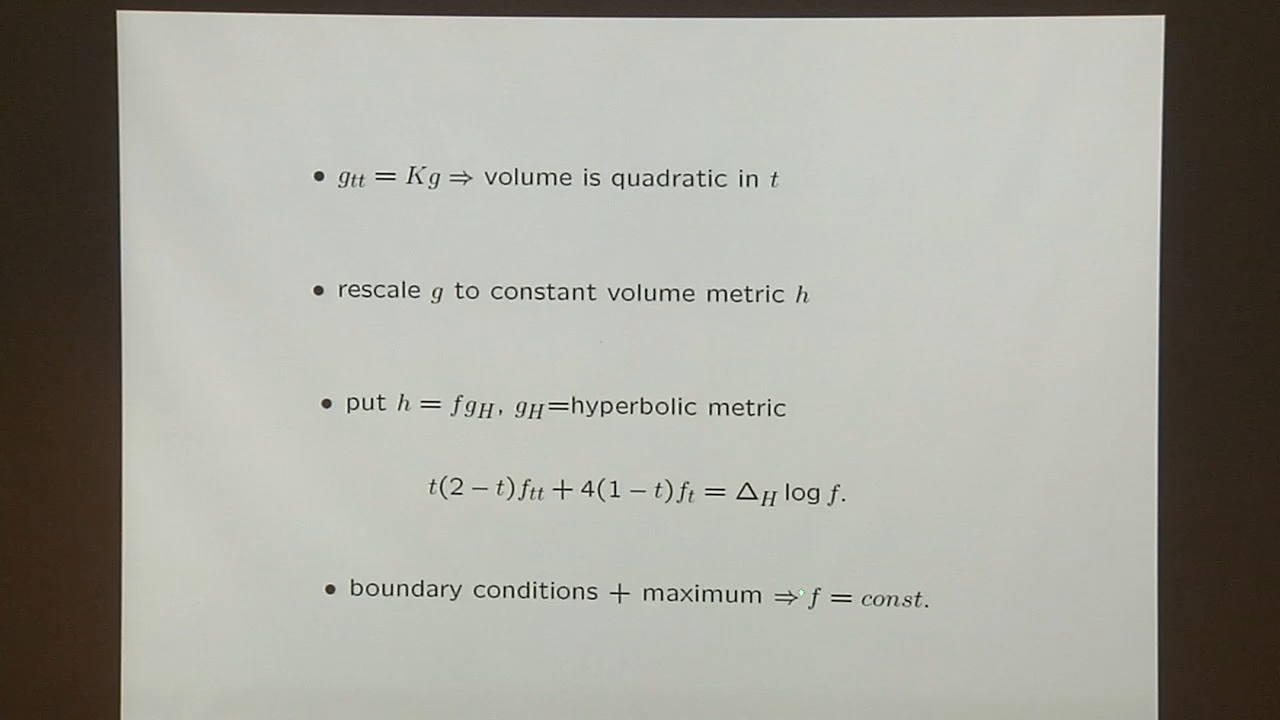 • $g_{tt} = Kg \Rightarrow$ volume is quadratic in $t$
• rescale $g$ to constant volume metric $h$
• put $h = fg_H$, $g_H$=hyperbolic metric
$t(2 - t)f_{tt} + 4(1 - t)f_t = \Delta_H \log f.$
• boundary conditions + maximum $\Rightarrow f = const.$